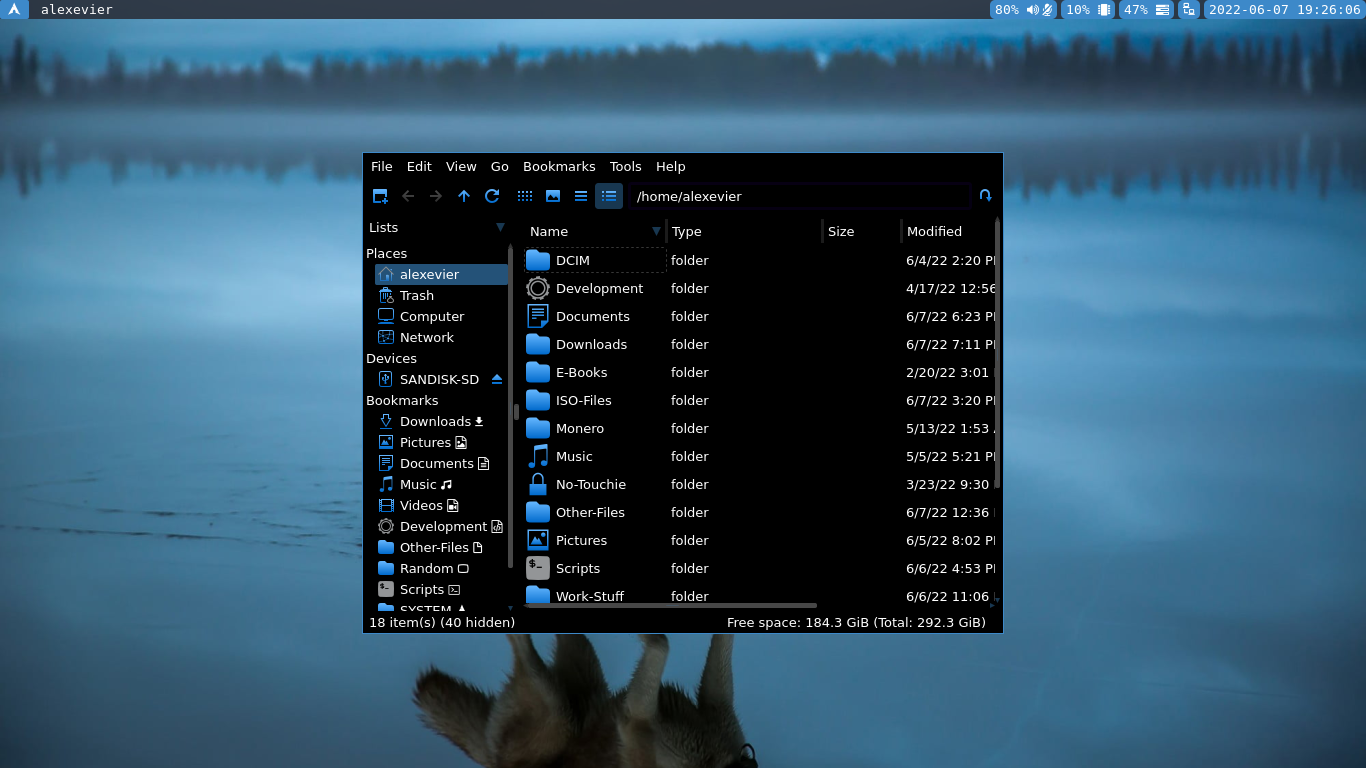 alexevier 80% 10% 47% 2022-06-07 19:26:06
File Edit View Go Bookmarks Tools Help
/home/alexevier
Lists
Places
alexevier
Trash
Computer
Network
Devices
SANDISK-SD
Bookmarks
Downloads
Pictures
Documents
Music
Videos
Development
Other-Files
Random
Scripts
SYSTEM
Name Type Size Modified
DCIM folder 6/4/22 2:20
Development folder 4/17/22 12:56
Documents folder 6/7/22 6:23
Downloads folder 6/7/22 7:11
E-Books folder 2/20/22 3:01
ISO-Files folder 6/7/22 3:20
Monero folder 5/13/22 1:53
Music folder 5/5/22 5:21
No-Touchie folder 3/23/22 9:30
Other-Files folder 6/7/22 12:36
Pictures folder 6/5/22 8:02
Scripts folder 6/6/22 4:53
Work-Stuff folder 6/6/22 11:06
18 item(s) (40 hidden) Free space: 184.3 GiB (Total: 292.3 GiB)